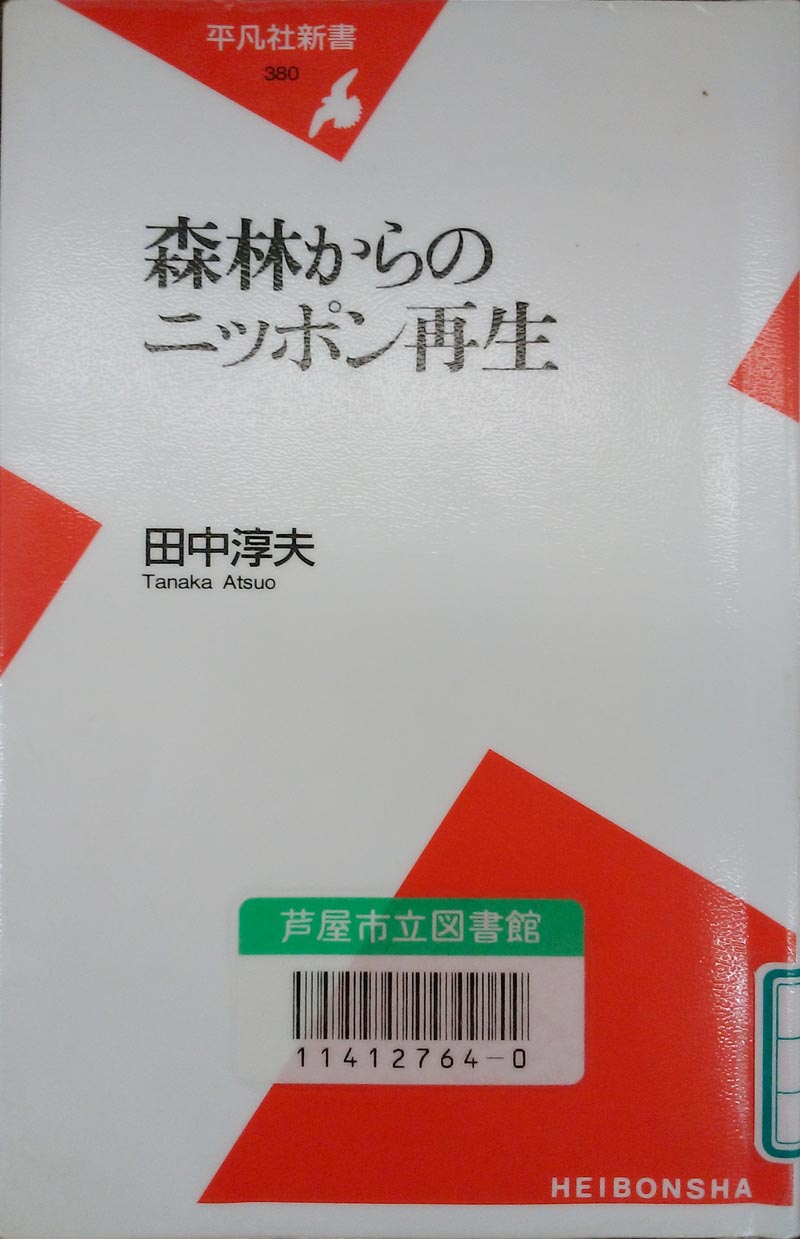 平凡社新書
380
森林からの
ニッポン再生
田中淳夫
Tanaka Atsuo
芦屋市立図書館
11412764-0
HEIBONSHA